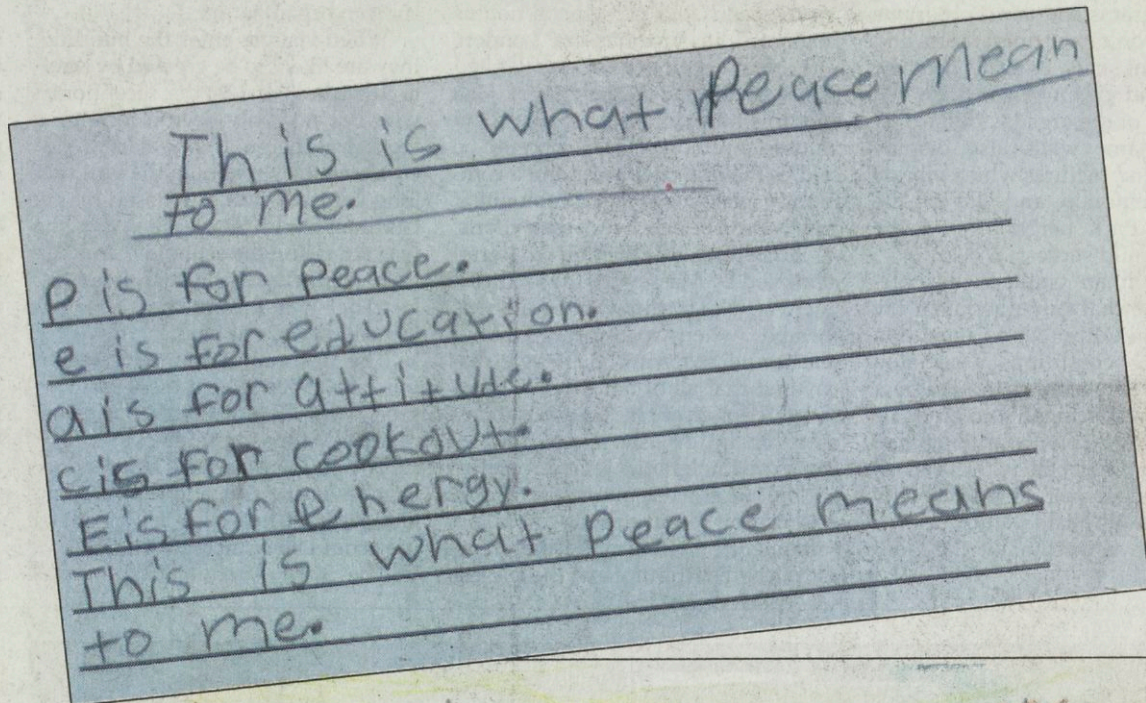 This is what Peace mean
to me.
P is for Peace.
e is for education.
a is for attitude.
c is for cookout.
E is for Energy.
This is what Peace means
to me.